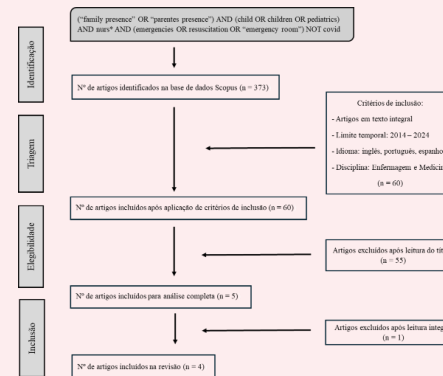 ("family presence" OR "parentes presence") AND (child OR children OR pediatrics)
AND nurs* AND (emergencies OR resuscitation OR "emergency room") NOT covid
Identificação
Nº de artigos identificados na base de dados Scopus (n = 373)
Triagem
Critérios de inclusão:
- Artigos em texto integral
- Limite temporal: 2014 – 2024
- Idioma: inglês, português, espanho
- Disciplina: Enfermagem e Medicin
(n = 60)
Nº de artigos incluídos após aplicação de critérios de inclusão (n = 60)
Elegibilidade
Artigos excluídos após leitura do tít
(n = 55)
Nº de artigos incluídos para análise completa (n = 5)
Inclusão
Artigos excluídos após leitura integ
(n = 1)
Nº de artigos incluídos na revisão (n = 4)